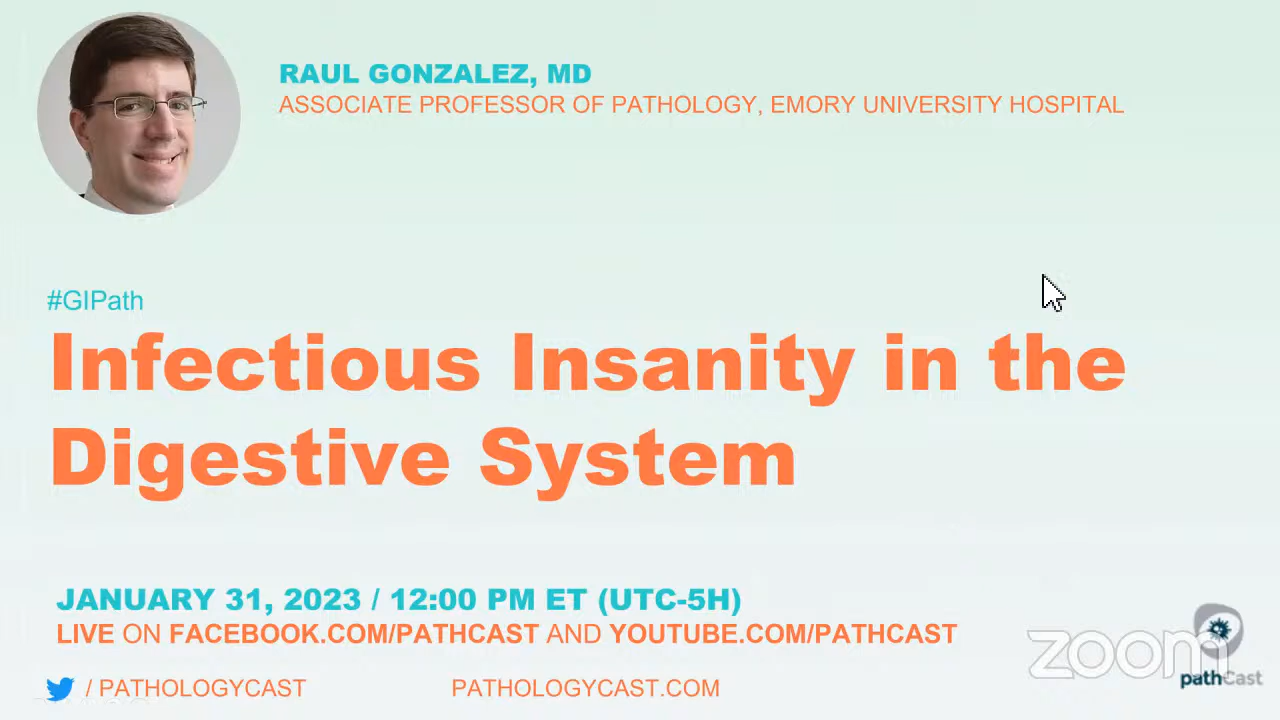 RAUL GONZALEZ, MD
ASSOCIATE PROFESSOR OF PATHOLOGY, EMORY UNIVERSITY HOSPITAL
#GIPath
Infectious Insanity in the
Digestive System
JANUARY 31, 2023 / 12:00 PM ET (UTC-5H)
LIVE ON FACEBOOK.COM/PATHCAST AND YOUTUBE.COM/PATHCAST
/ PATHOLOGYCAST
PATHOLOGYCAST.COM
zoom
pathCast